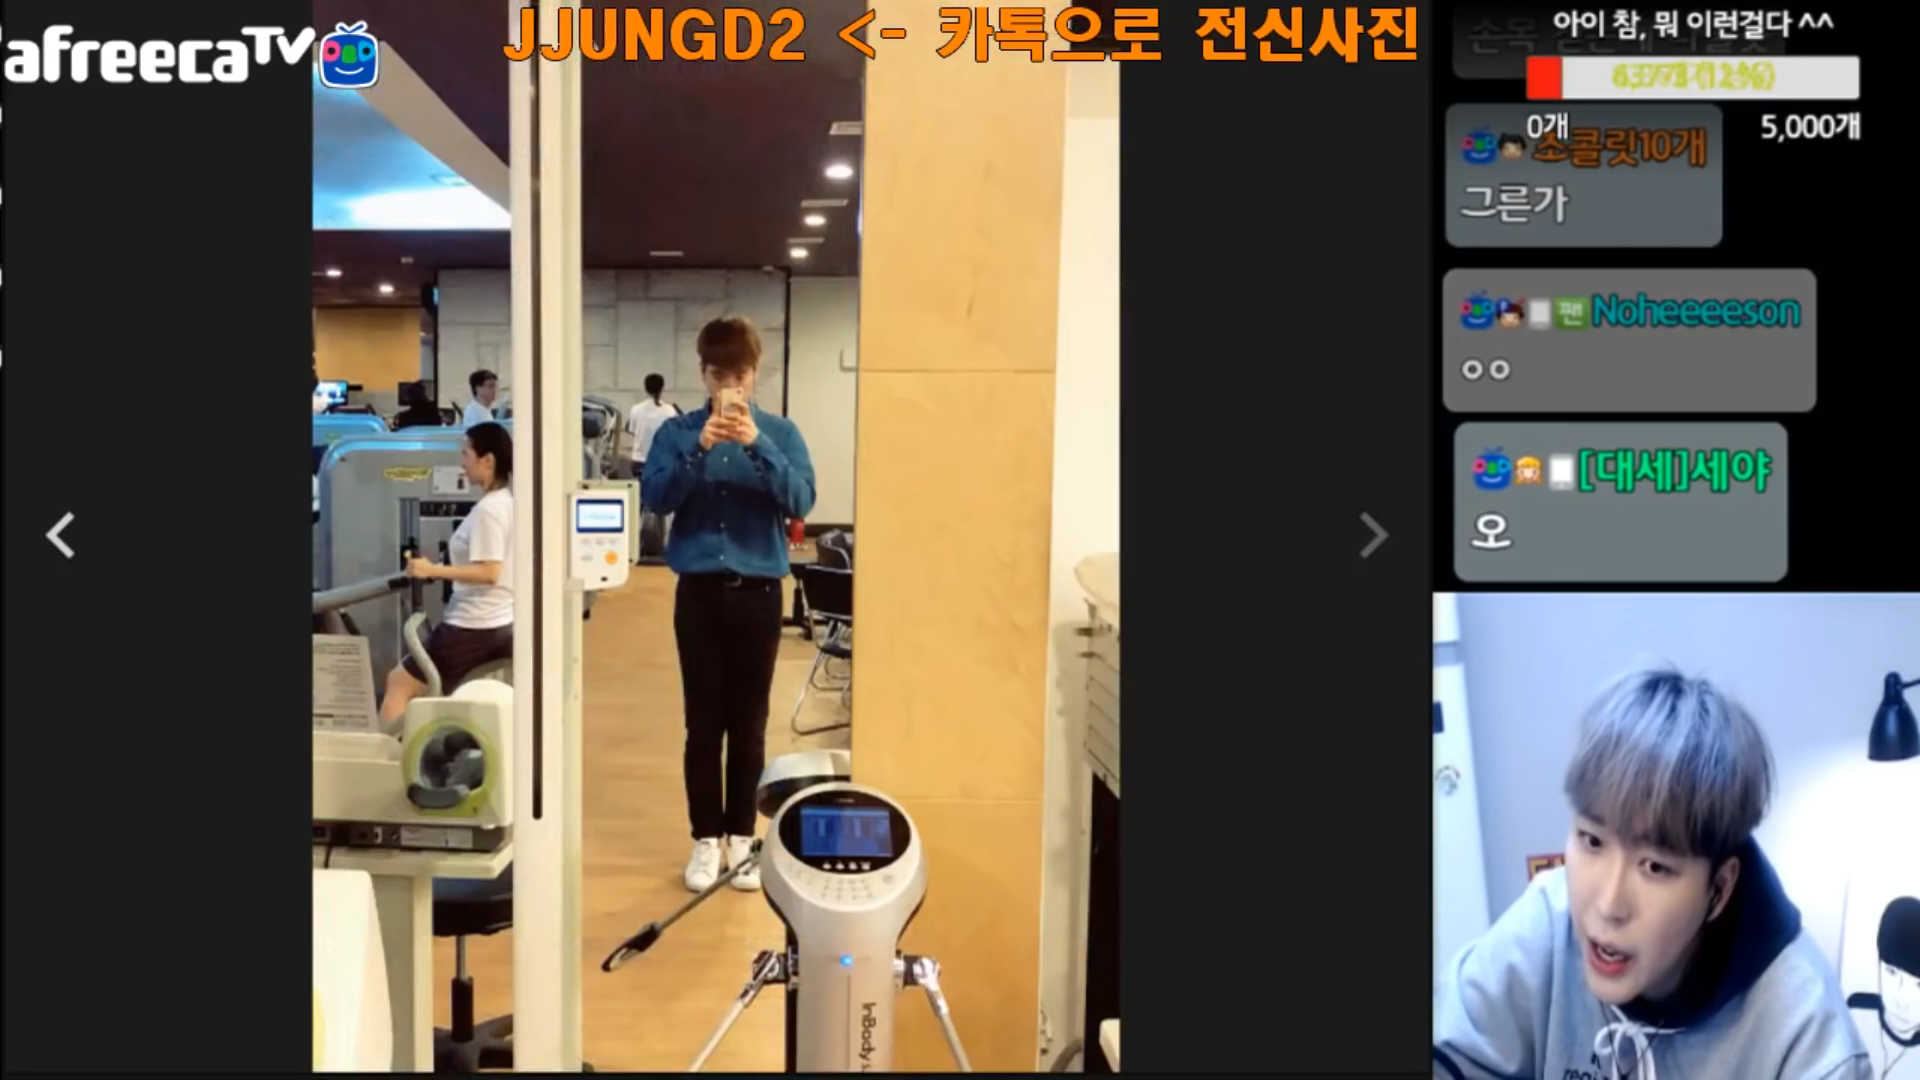 afreecaTV
JJUNGD2 <- 카톡으로 전신사진
아이 참, 뭐 이런걸다 ^^
0개
5,000개
초콜릿10개
그른가
팬 Noheeeeson
ㅇㅇ
[대세]세야
오
InBody